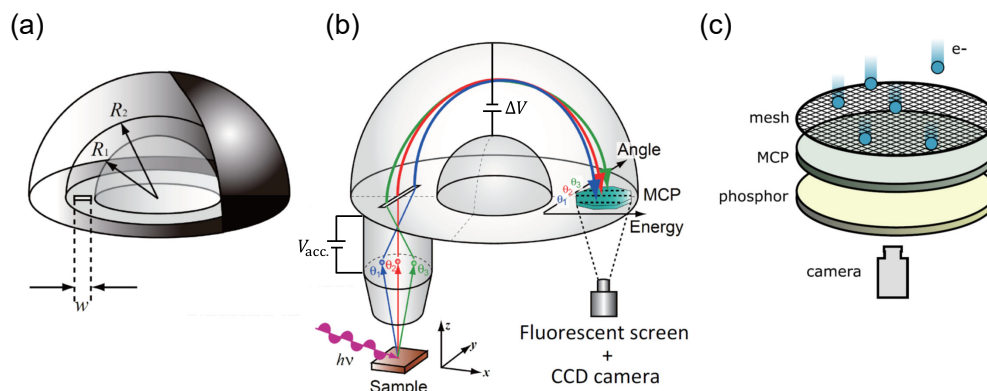 (a)
R₂
R₁
w
(b)
ΔV
Angle
θ₃
θ₂
θ₁
MCP
Energy
Vacc.
θ₁
θ₂
θ₃
hν
Sample
z
y
x
Fluorescent screen
+
CCD camera
(c)
e-
mesh
MCP
phosphor
camera